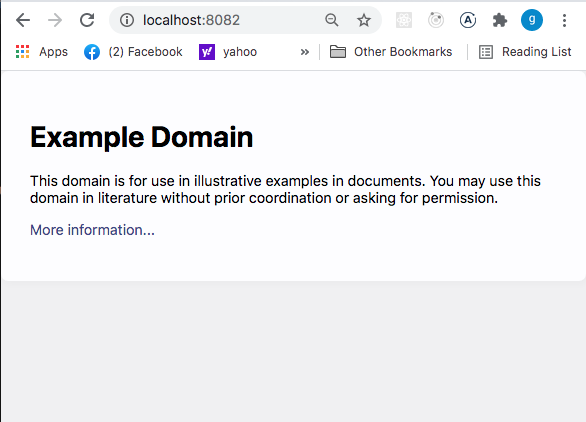 localhost:8082
Apps (2) Facebook yahoo » Other Bookmarks Reading List
Example Domain
This domain is for use in illustrative examples in documents. You may use this
domain in literature without prior coordination or asking for permission.
More information...